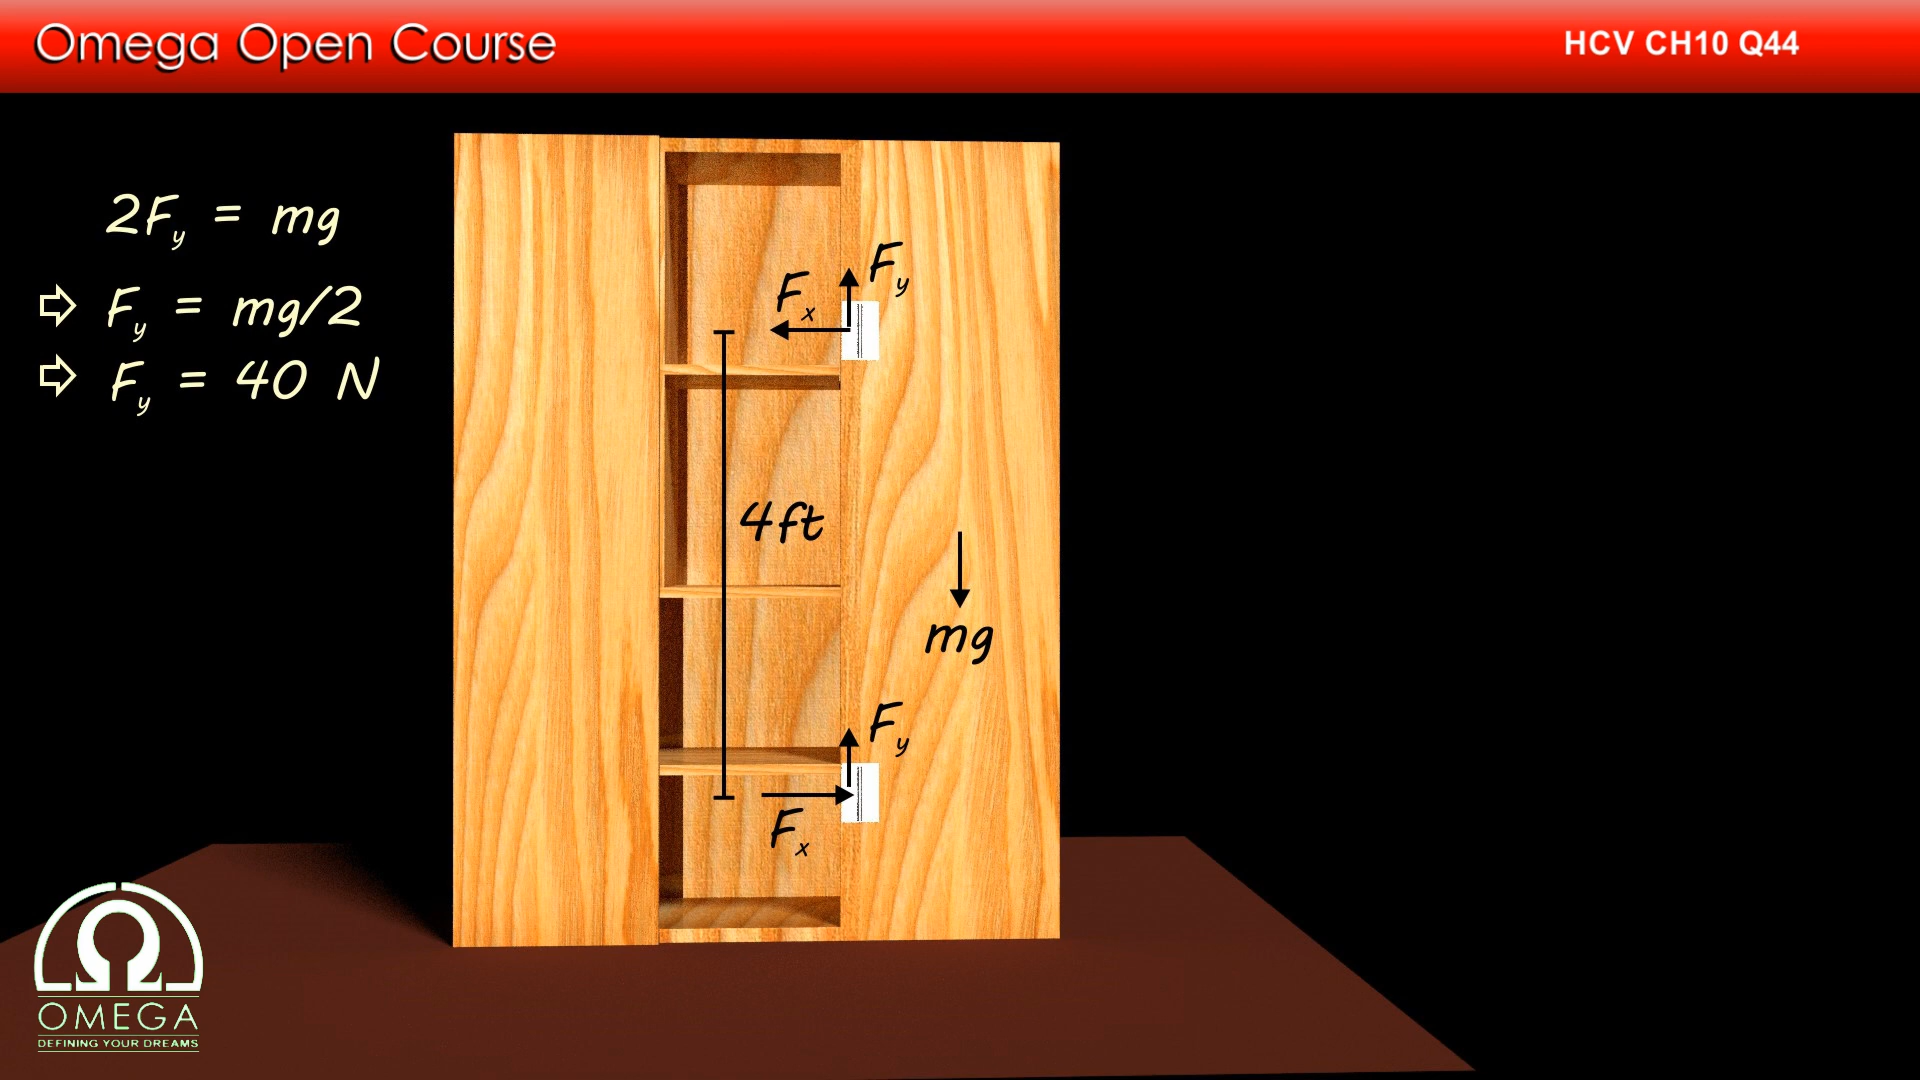 Omega Open Course
HCV CH10 Q44
2Fy = mg
⇨ Fy = mg/2
⇨ Fy = 40 N
Fy
Fx
4ft
mg
Fy
Fx
Ω
OMEGA
DEFINING YOUR DREAMS